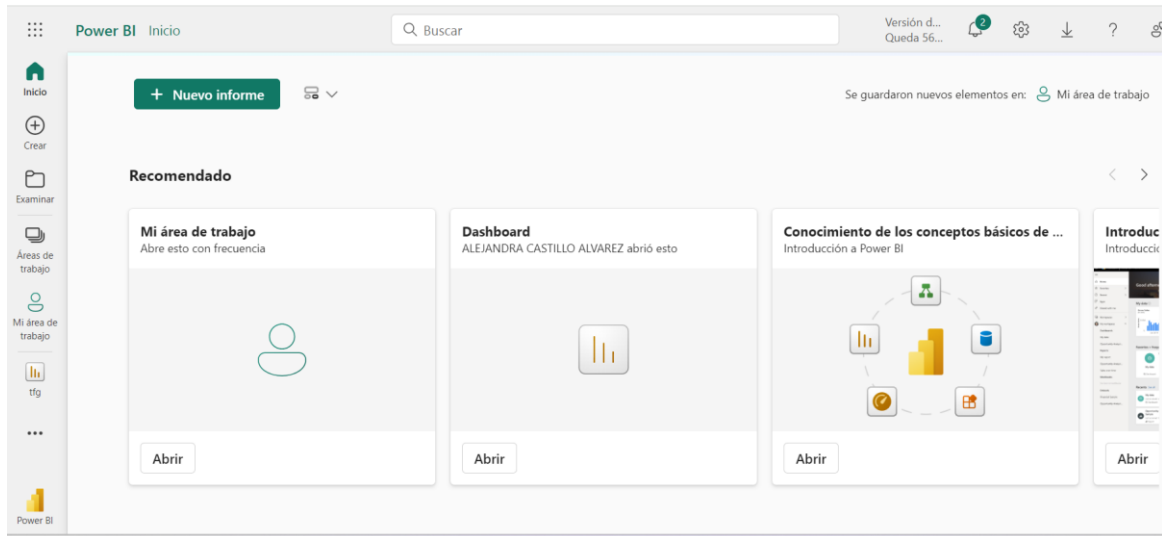 Power BI Inicio
Buscar
Versión d...
Queda 56...
2
?
Inicio
Crear
Examinar
Áreas de
trabajo
Mi área de
trabajo
tfg
Power BI
+ Nuevo informe
Se guardaron nuevos elementos en: Mi área de trabajo
Recomendado
Mi área de trabajo
Abre esto con frecuencia
Abrir
Dashboard
ALEJANDRA CASTILLO ALVAREZ abrió esto
Abrir
Conocimiento de los conceptos básicos de ...
Introducción a Power BI
Abrir
Introduc
Introducció
Abrir